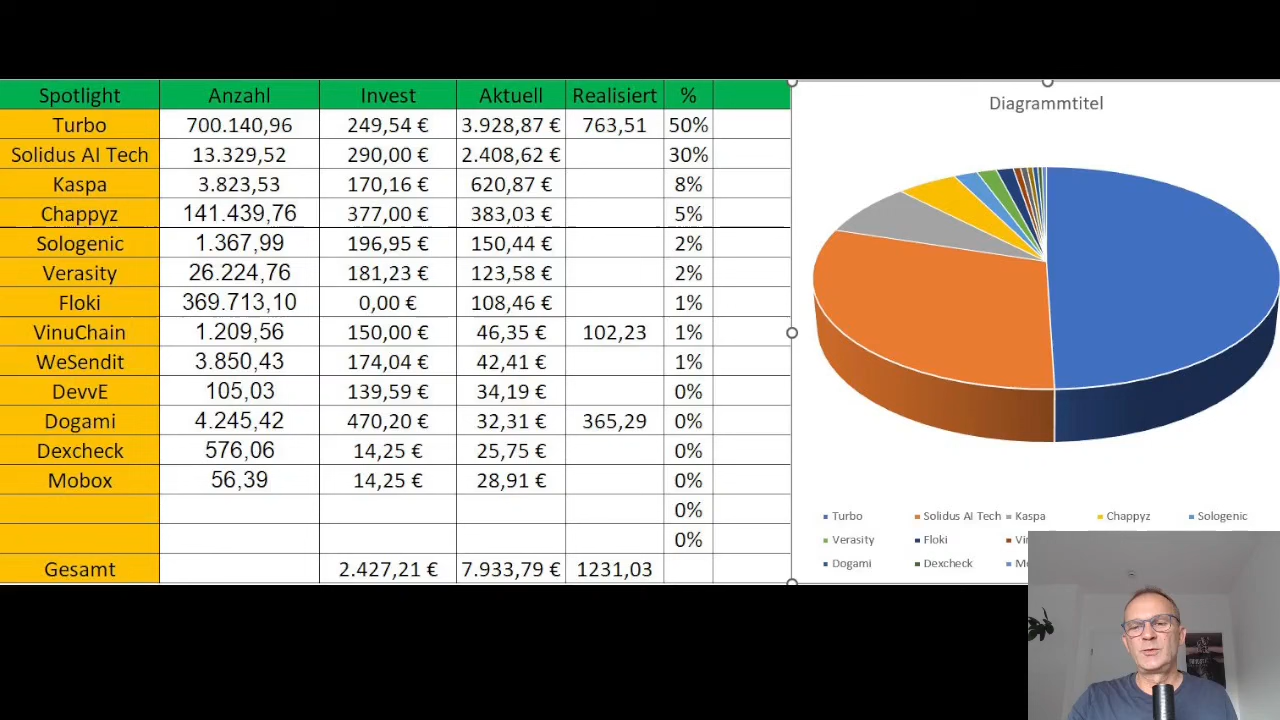 Spotlight Anzahl Invest Aktuell Realisiert %
Turbo 700.140,96 249,54 € 3.928,87 € 763,51 50%
Solidus AI Tech 13.329,52 290,00 € 2.408,62 € 30%
Kaspa 3.823,53 170,16 € 620,87 € 8%
Chappyz 141.439,76 377,00 € 383,03 € 5%
Sologenic 1.367,99 196,95 € 150,44 € 2%
Verasity 26.224,76 181,23 € 123,58 € 2%
Floki 369.713,10 0,00 € 108,46 € 1%
VinuChain 1.209,56 150,00 € 46,35 € 102,23 1%
WeSendit 3.850,43 174,04 € 42,41 € 1%
DevvE 105,03 139,59 € 34,19 € 0%
Dogami 4.245,42 470,20 € 32,31 € 365,29 0%
Dexcheck 576,06 14,25 € 25,75 € 0%
Mobox 56,39 14,25 € 28,91 € 0%
0%
0%
Gesamt 2.427,21 € 7.933,79 € 1231,03
Diagrammtitel
Turbo Solidus AI Tech Kaspa Chappyz Sologenic
Verasity Floki
Dogami Dexcheck